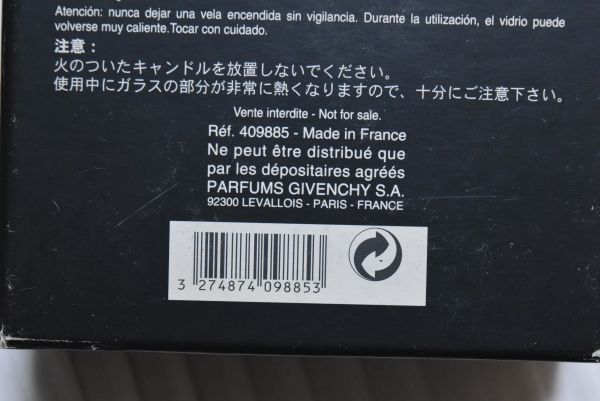 Atención: nunca dejar una vela encendida sin vigilancia. Durante la utilización, el vidrio puede
volverse muy caliente.Tocar con cuidado.
注意：
火のついたキャンドルを放置しないでください。
使用中にガラスの部分が非常に熱くなりますので、十分にご注意下さい。
Vente interdite - Not for sale.
Réf. 409885 - Made in France
Ne peut être distribué que
par les dépositaires agréés
PARFUMS GIVENCHY S.A.
92300 LEVALLOIS - PARIS - FRANCE
3 274874 098853